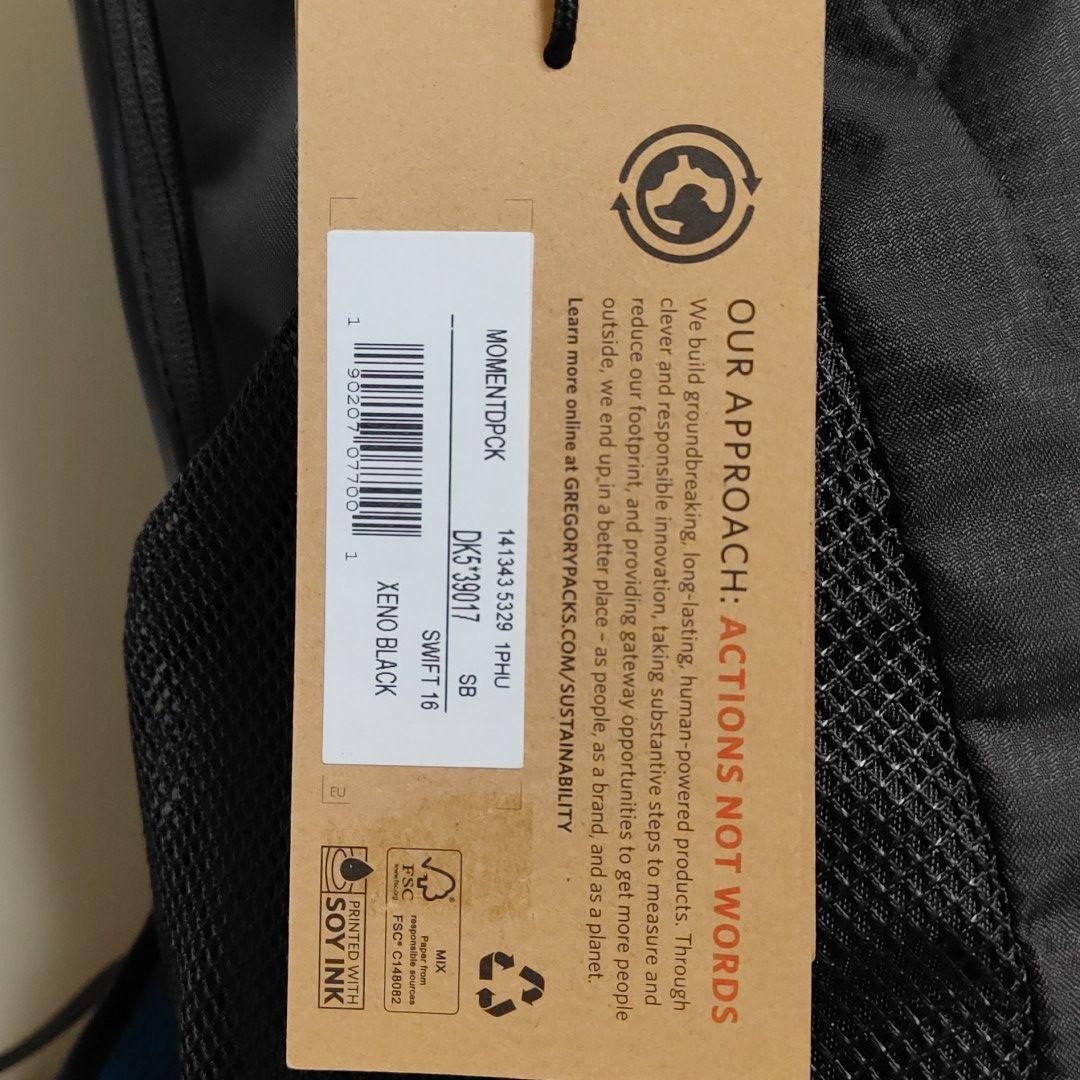 OUR APPROACH: ACTIONS NOT WORDS
We build groundbreaking, long-lasting, human-powered products. Through
clever and responsible innovation, taking substantive steps to measure and
reduce our footprint, and providing gateway opportunities to get more people
outside, we end up in a better place – as people, as a brand, and as a planet.
Learn more online at GREGORYPACKS.COM/SUSTAINABILITY
141343 5329 1PHU
MOMENTDPCK
DK5*39017 SB
SWIFT 16
XENO BLACK
1 90207 07700 1
2
FSC
www.fsc.org
MIX
Paper from
responsible sources
FSC® C148082
PRINTED WITH
SOY INK